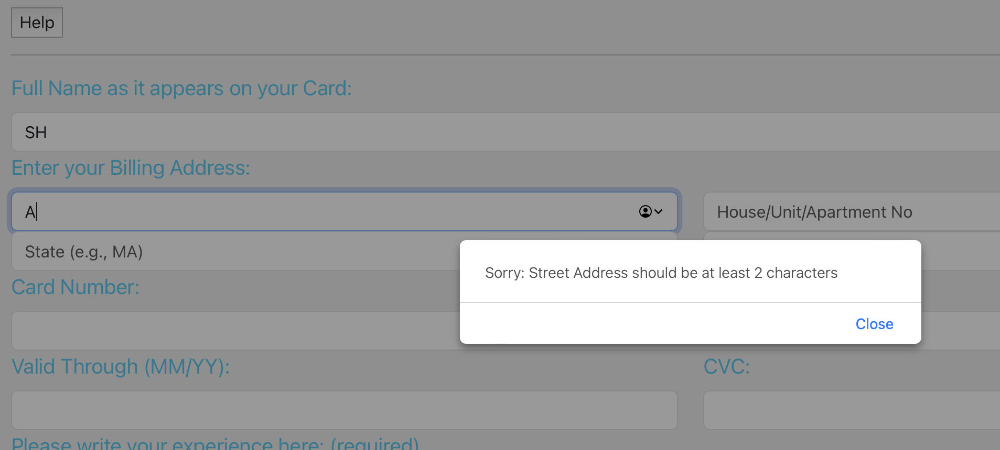 Help
Full Name as it appears on your Card:
SH
Enter your Billing Address:
A
House/Unit/Apartment No
State (e.g., MA)
Sorry: Street Address should be at least 2 characters
Close
Card Number:
Valid Through (MM/YY):
CVC:
Please write your experience here: (required)